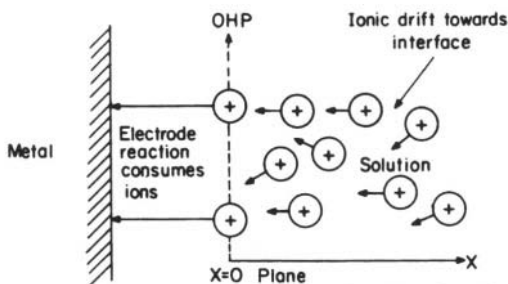 OHP
Ionic drift towards
interface
Metal
Electrode
reaction
consumes
ions
Solution
+
+
+
+
+
+
+
+
+
+
X
X=O Plane